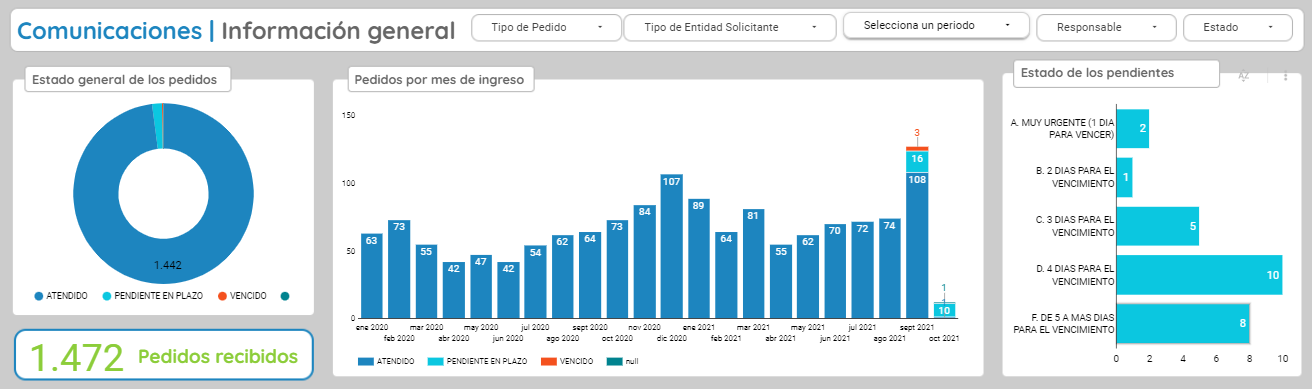 Comunicaciones | Información general
Tipo de Pedido
Tipo de Entidad Solicitante
Selecciona un periodo
Responsable
Estado
Estado general de los pedidos
1.442
ATENDIDO PENDIENTE EN PLAZO VENCIDO
1.472 Pedidos recibidos
Pedidos por mes de ingreso
150
100
50
0
63
73
55
42
47
42
54
62
64
73
84
107
89
64
81
55
62
70
72
74
3
16
108
1
1
10
ene 2020 mar 2020 may 2020 jul 2020 sept 2020 nov 2020 ene 2021 mar 2021 may 2021 jul 2021 sept 2021
feb 2020 abr 2020 jun 2020 ago 2020 oct 2020 dic 2020 feb 2021 abr 2021 jun 2021 ago 2021 oct 2021
ATENDIDO PENDIENTE EN PLAZO VENCIDO null
Estado de los pendientes
AZ
A. MUY URGENTE (1 DIA
PARA VENCER)
2
B. 2 DIAS PARA EL
VENCIMIENTO
1
C. 3 DIAS PARA EL
VENCIMIENTO
5
D. 4 DIAS PARA EL
VENCIMIENTO
10
F. DE 5 A MAS DIAS
PARA EL VENCIMIENTO
8
0 2 4 6 8 10